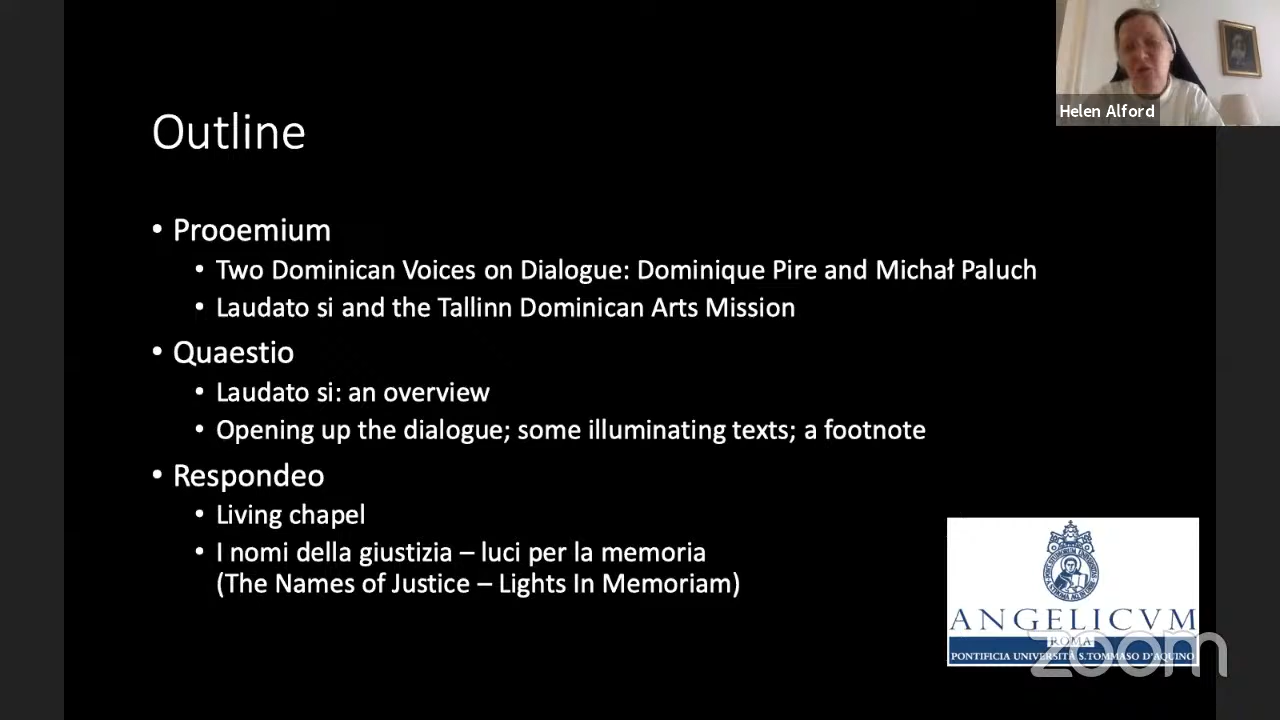 Helen Alford
Outline
• Prooemium
• Two Dominican Voices on Dialogue: Dominique Pire and Michał Paluch
• Laudato si and the Tallinn Dominican Arts Mission
• Quaestio
• Laudato si: an overview
• Opening up the dialogue; some illuminating texts; a footnote
• Respondeo
• Living chapel
• I nomi della giustizia – luci per la memoria
(The Names of Justice – Lights In Memoriam)
ANGELICVM
ROMA
PONTIFICIA UNIVERSITÀ S.TOMMASO D'AQUINO
zoom